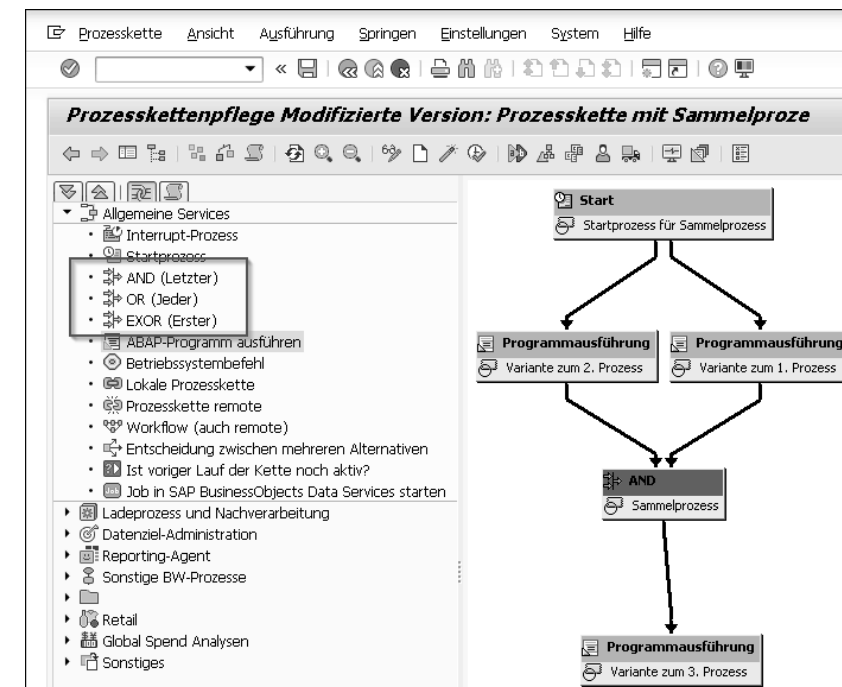 Prozesskette Ansicht Ausführung Springen Einstellungen System Hilfe
Prozesskettenpflege Modifizierte Version: Prozesskette mit Sammelproze
Allgemeine Services
Interrupt-Prozess
Startprozess
AND (Letzter)
OR (Jeder)
EXOR (Erster)
ABAP-Programm ausführen
Betriebssystembefehl
Lokale Prozesskette
Prozesskette remote
Workflow (auch remote)
Entscheidung zwischen mehreren Alternativen
Ist voriger Lauf der Kette noch aktiv?
Job in SAP BusinessObjects Data Services starten
Ladeprozess und Nachverarbeitung
Datenziel-Administration
Reporting-Agent
Sonstige BW-Prozesse
Retail
Global Spend Analysen
Sonstiges
Start
Startprozess für Sammelprozess
Programmausführung
Variante zum 2. Prozess
Programmausführung
Variante zum 1. Prozess
AND
Sammelprozess
Programmausführung
Variante zum 3. Prozess